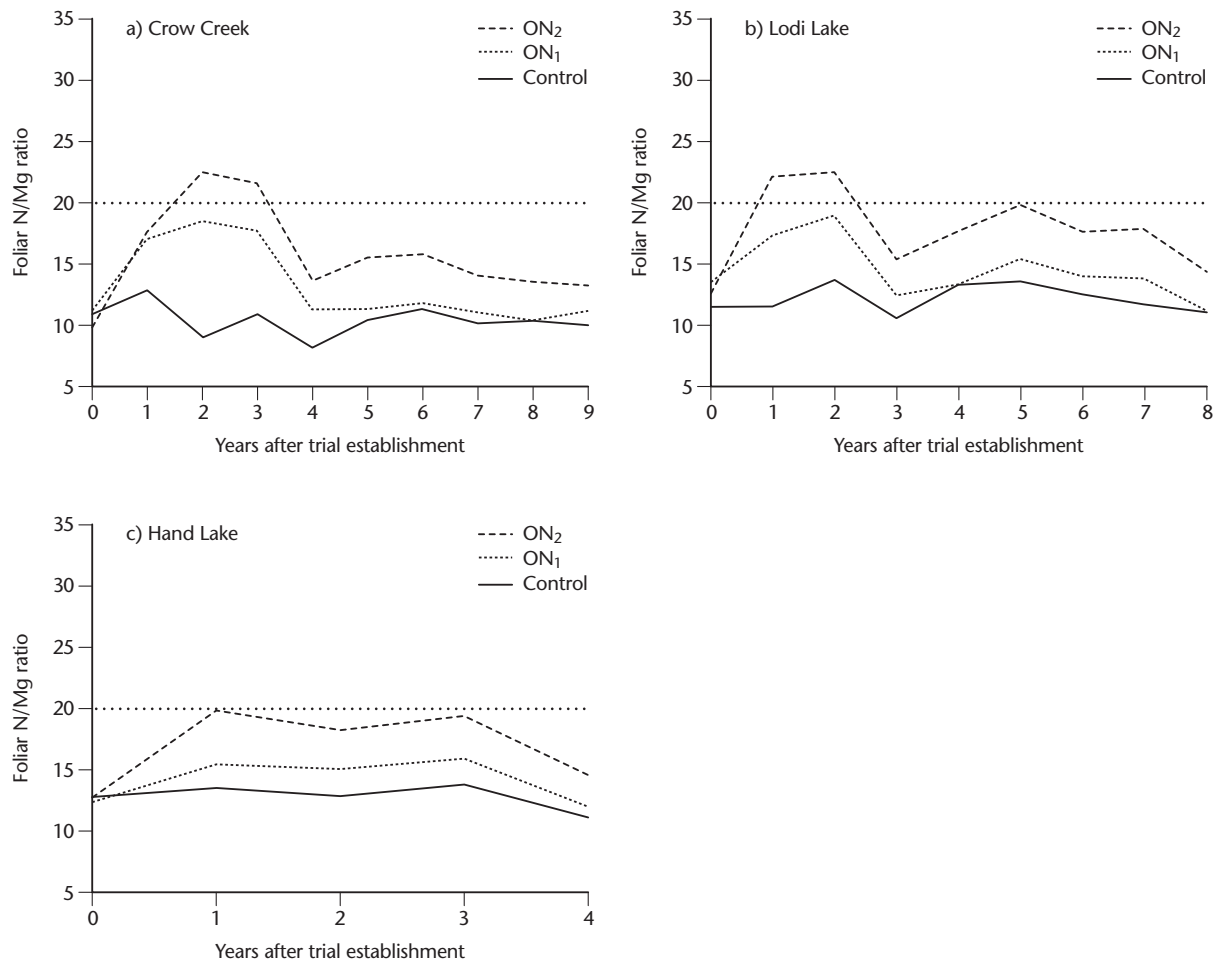 a) Crow Creek
ON2
ON1
Control
35
30
25
20
15
10
5
Foliar N/Mg ratio
0 1 2 3 4 5 6 7 8 9
Years after trial establishment
b) Lodi Lake
ON2
ON1
Control
35
30
25
20
15
10
5
Foliar N/Mg ratio
0 1 2 3 4 5 6 7 8
Years after trial establishment
c) Hand Lake
ON2
ON1
Control
35
30
25
20
15
10
5
Foliar N/Mg ratio
0 1 2 3 4
Years after trial establishment